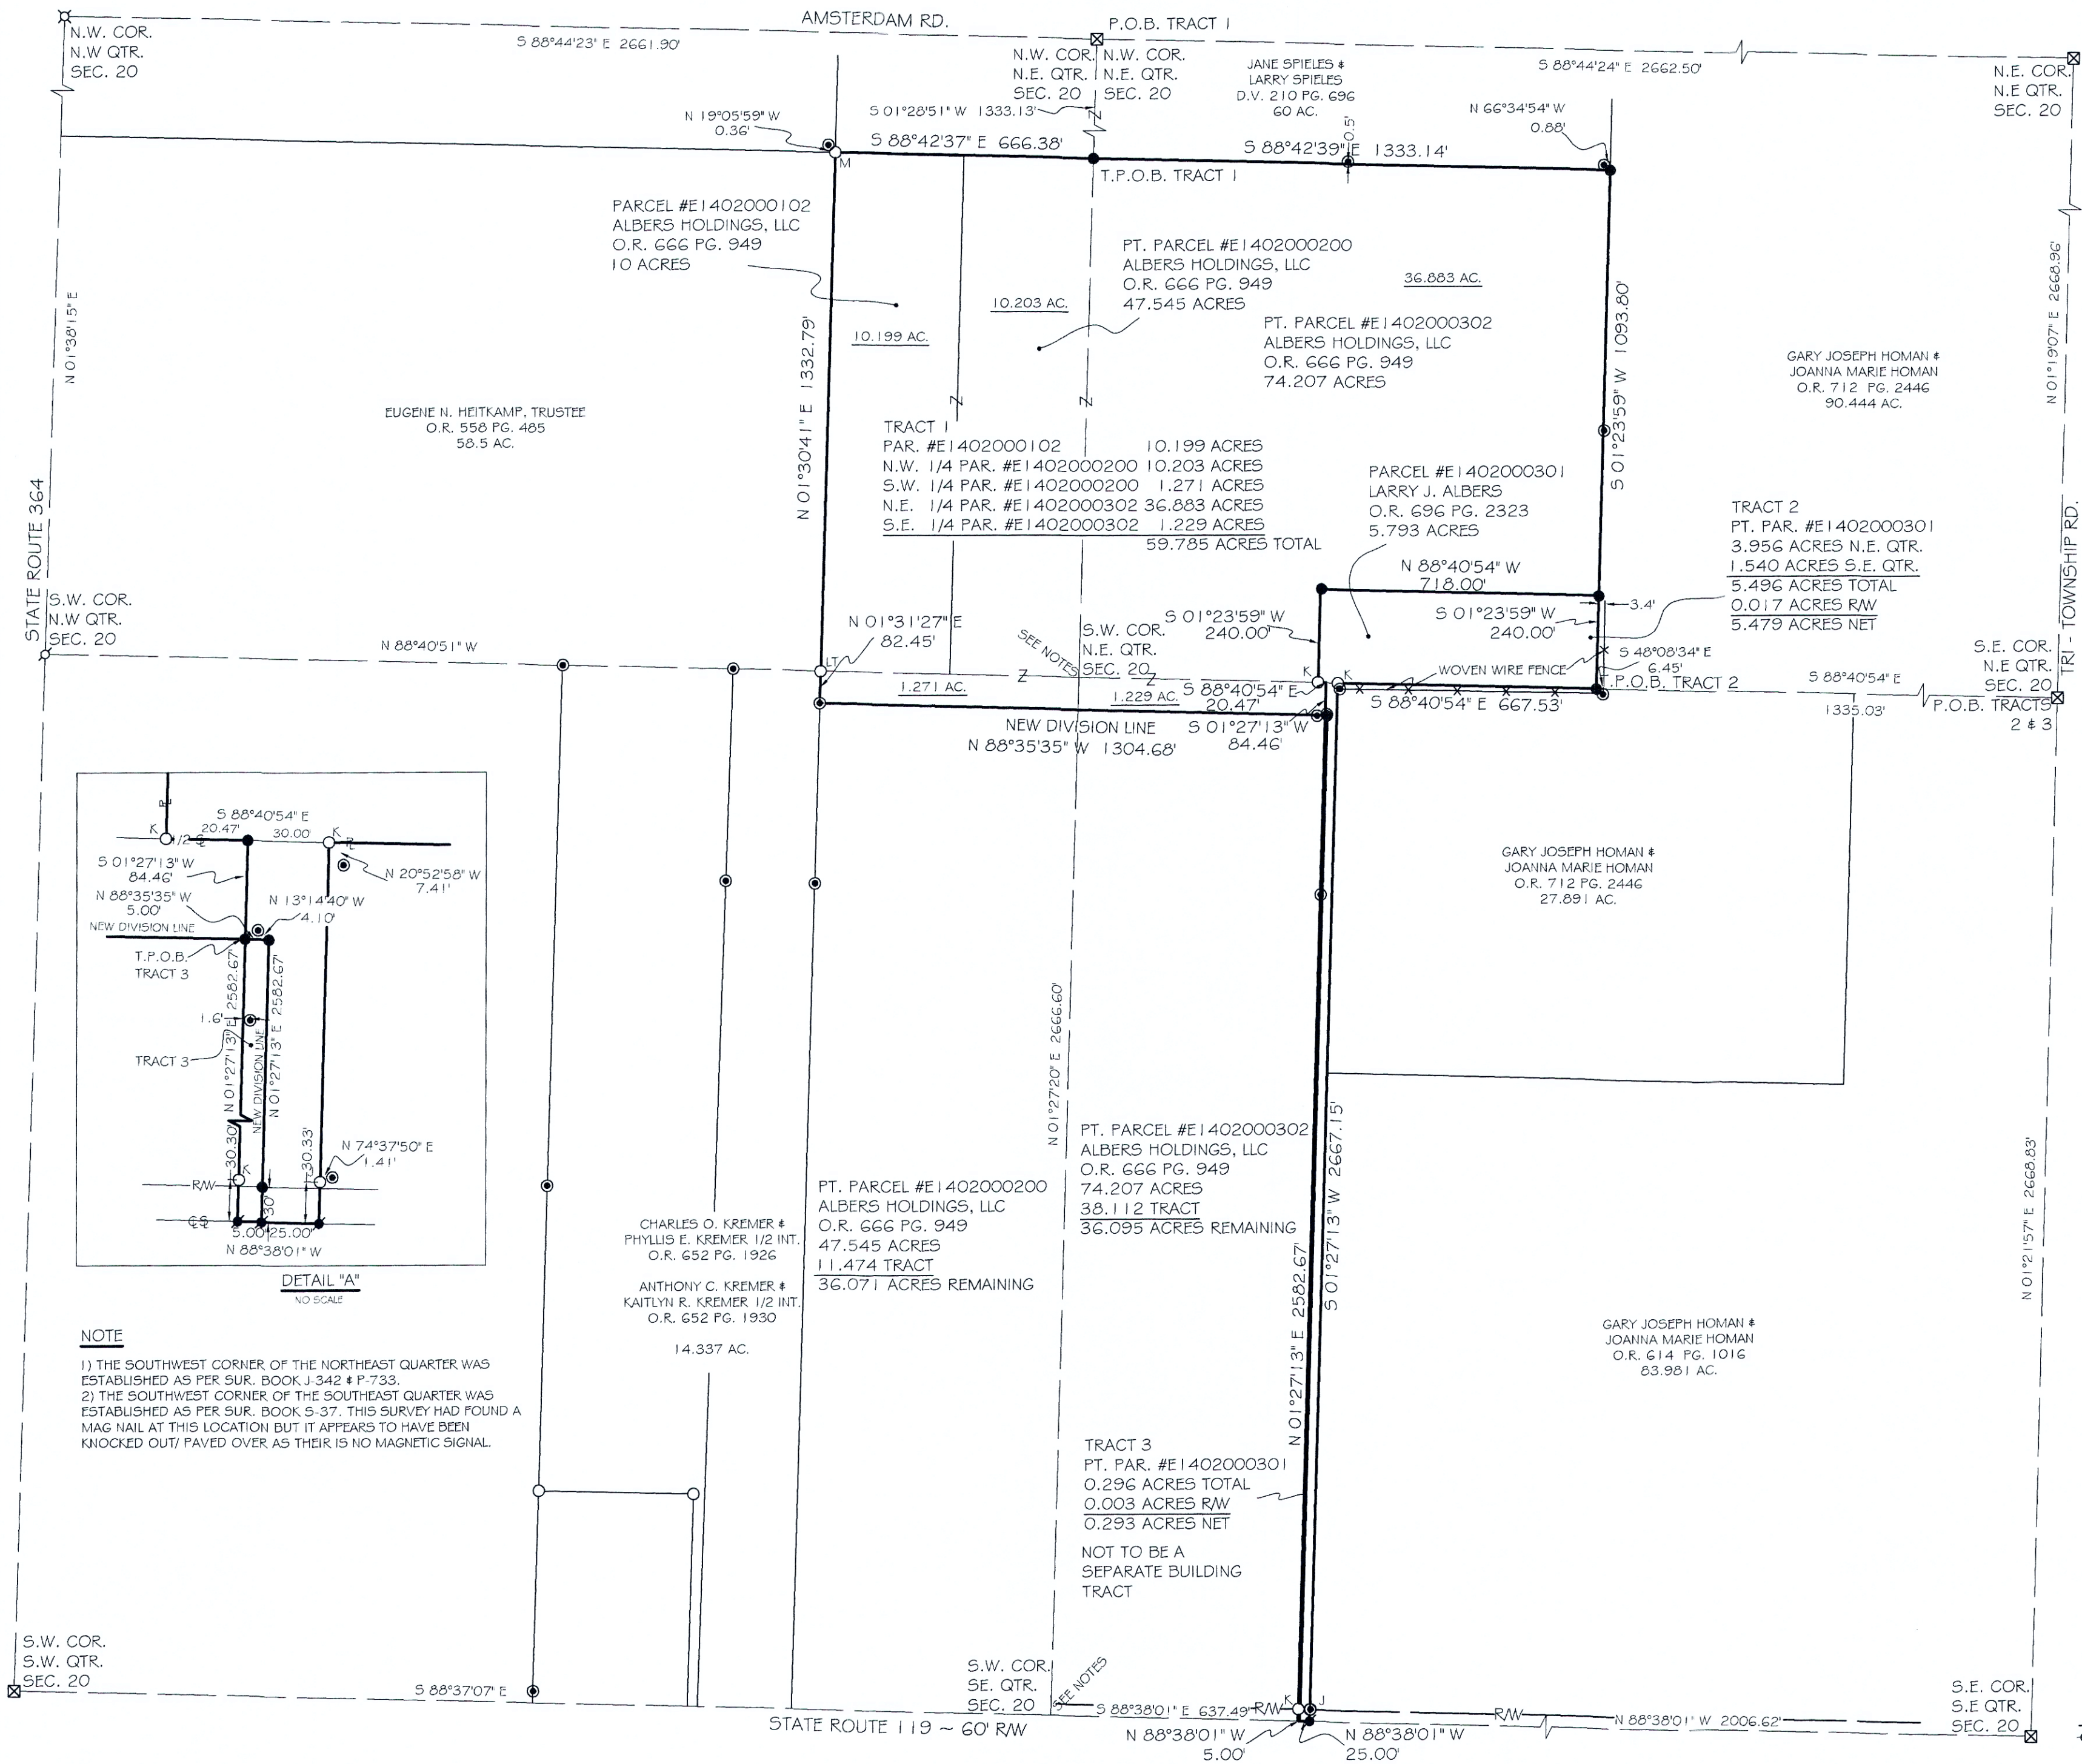 AMSTERDAM RD.
P.O.B. TRACT 1
N.W. COR.
N.W QTR.
SEC. 20
S 88°44'23" E 2661.90'
N.W. COR.
N.E. QTR.
SEC. 20
N.W. COR.
N.E. QTR.
SEC. 20
JANE SPIELES &
LARRY SPIELES
D.V. 210 PG. 696
60 AC.
S 88°44'24" E 2662.50'
N.E. COR.
N.E QTR.
SEC. 20
N 19°05'59" W
0.36'
S 01°28'51" W 1333.13'
N 66°34'54" W
0.88'
0.5'
S 88°42'37" E 666.38'
S 88°42'39" E 1333.14'
M
T.P.O.B. TRACT 1
PARCEL #E1402000102
ALBERS HOLDINGS, LLC
O.R. 666 PG. 949
10 ACRES
PT. PARCEL #E1402000200
ALBERS HOLDINGS, LLC
O.R. 666 PG. 949
47.545 ACRES
36.883 AC.
10.203 AC.
10.199 AC.
PT. PARCEL #E1402000302
ALBERS HOLDINGS, LLC
O.R. 666 PG. 949
74.207 ACRES
N 01°38'15" E
N 01°30'41" E 1332.79'
S 01°23'59" W 1093.80'
N 01°19'07" E 2668.96'
EUGENE N. HEITKAMP, TRUSTEE
O.R. 558 PG. 485
58.5 AC.
GARY JOSEPH HOMAN &
JOANNA MARIE HOMAN
O.R. 712 PG. 2446
90.444 AC.
TRACT 1
PAR. #E1402000102 10.199 ACRES
N.W. 1/4 PAR. #E1402000200 10.203 ACRES
S.W. 1/4 PAR. #E1402000200 1.271 ACRES
N.E. 1/4 PAR. #E1402000302 36.883 ACRES
S.E. 1/4 PAR. #E1402000302 1.229 ACRES
59.785 ACRES TOTAL
PARCEL #E1402000301
LARRY J. ALBERS
O.R. 696 PG. 2323
5.793 ACRES
TRACT 2
PT. PAR. #E1402000301
3.956 ACRES N.E. QTR.
1.540 ACRES S.E. QTR.
5.496 ACRES TOTAL
0.017 ACRES R/W
5.479 ACRES NET
STATE ROUTE 364
TRI - TOWNSHIP RD.
N 88°40'54" W
718.00'
S 01°23'59" W
240.00'
S 01°23'59" W
240.00'
3.4'
S.W. COR.
N.W QTR.
SEC. 20
N 88°40'51" W
N 01°31'27" E
82.45'
LT
SEE NOTES
S.W. COR.
N.E. QTR.
SEC. 20
K
K
WOVEN WIRE FENCE
S 48°08'34" E
6.45'
T.P.O.B. TRACT 2
S 88°40'54" E
1335.03'
S.E. COR.
N.E QTR.
SEC. 20
P.O.B. TRACTS
2 & 3
1.271 AC.
1.229 AC.
S 88°40'54" E
20.47'
S 88°40'54" E 667.53'
NEW DIVISION LINE
N 88°35'35" W 1304.68'
S 01°27'13" W
84.46'
S 88°40'54" E
20.47'
30.00'
K
1/2 ℄
K
℄
℄
S 01°27'13" W
84.46'
N 20°52'58" W
7.41'
N 88°35'35" W
5.00'
N 13°14'40" W
4.10'
NEW DIVISION LINE
T.P.O.B.
TRACT 3
N 01°27'13" E 2582.67'
N 01°27'13" E 2582.67'
NEW DIVISION LINE
1.6'
TRACT 3
30.30'
30.33'
K
N 74°37'50" E
1.41'
R/W
30'
℄
5.00'
25.00'
N 88°38'01" W
DETAIL "A"
NO SCALE
GARY JOSEPH HOMAN &
JOANNA MARIE HOMAN
O.R. 712 PG. 2446
27.891 AC.
N 01°27'20" E 2666.60'
N 01°27'13" E 2582.67'
S 01°27'13" W 2667.15'
N 01°21'57" E 2668.83'
NOTE
1) THE SOUTHWEST CORNER OF THE NORTHEAST QUARTER WAS
ESTABLISHED AS PER SUR. BOOK J-342 & P-733.
2) THE SOUTHWEST CORNER OF THE SOUTHEAST QUARTER WAS
ESTABLISHED AS PER SUR. BOOK S-37. THIS SURVEY HAD FOUND A
MAG NAIL AT THIS LOCATION BUT IT APPEARS TO HAVE BEEN
KNOCKED OUT/ PAVED OVER AS THEIR IS NO MAGNETIC SIGNAL.
CHARLES O. KREMER &
PHYLLIS E. KREMER 1/2 INT.
O.R. 652 PG. 1926
ANTHONY C. KREMER &
KAITLYN R. KREMER 1/2 INT.
O.R. 652 PG. 1930
14.337 AC.
PT. PARCEL #E1402000200
ALBERS HOLDINGS, LLC
O.R. 666 PG. 949
47.545 ACRES
11.474 TRACT
36.071 ACRES REMAINING
PT. PARCEL #E1402000302
ALBERS HOLDINGS, LLC
O.R. 666 PG. 949
74.207 ACRES
38.112 TRACT
36.095 ACRES REMAINING
GARY JOSEPH HOMAN &
JOANNA MARIE HOMAN
O.R. 614 PG. 1016
83.981 AC.
TRACT 3
PT. PAR. #E1402000301
0.296 ACRES TOTAL
0.003 ACRES R/W
0.293 ACRES NET
NOT TO BE A
SEPARATE BUILDING
TRACT
S.W. COR.
S.W. QTR.
SEC. 20
S 88°37'07" E
S.W. COR.
SE. QTR.
SEC. 20
SEE NOTES
S 88°38'01" E 637.49'
R/W
K
J
R/W
N 88°38'01" W 2006.62'
S.E. COR.
S.E QTR.
SEC. 20
STATE ROUTE 119 ~ 60' R/W
N 88°38'01" W
5.00'
N 88°38'01" W
25.00'